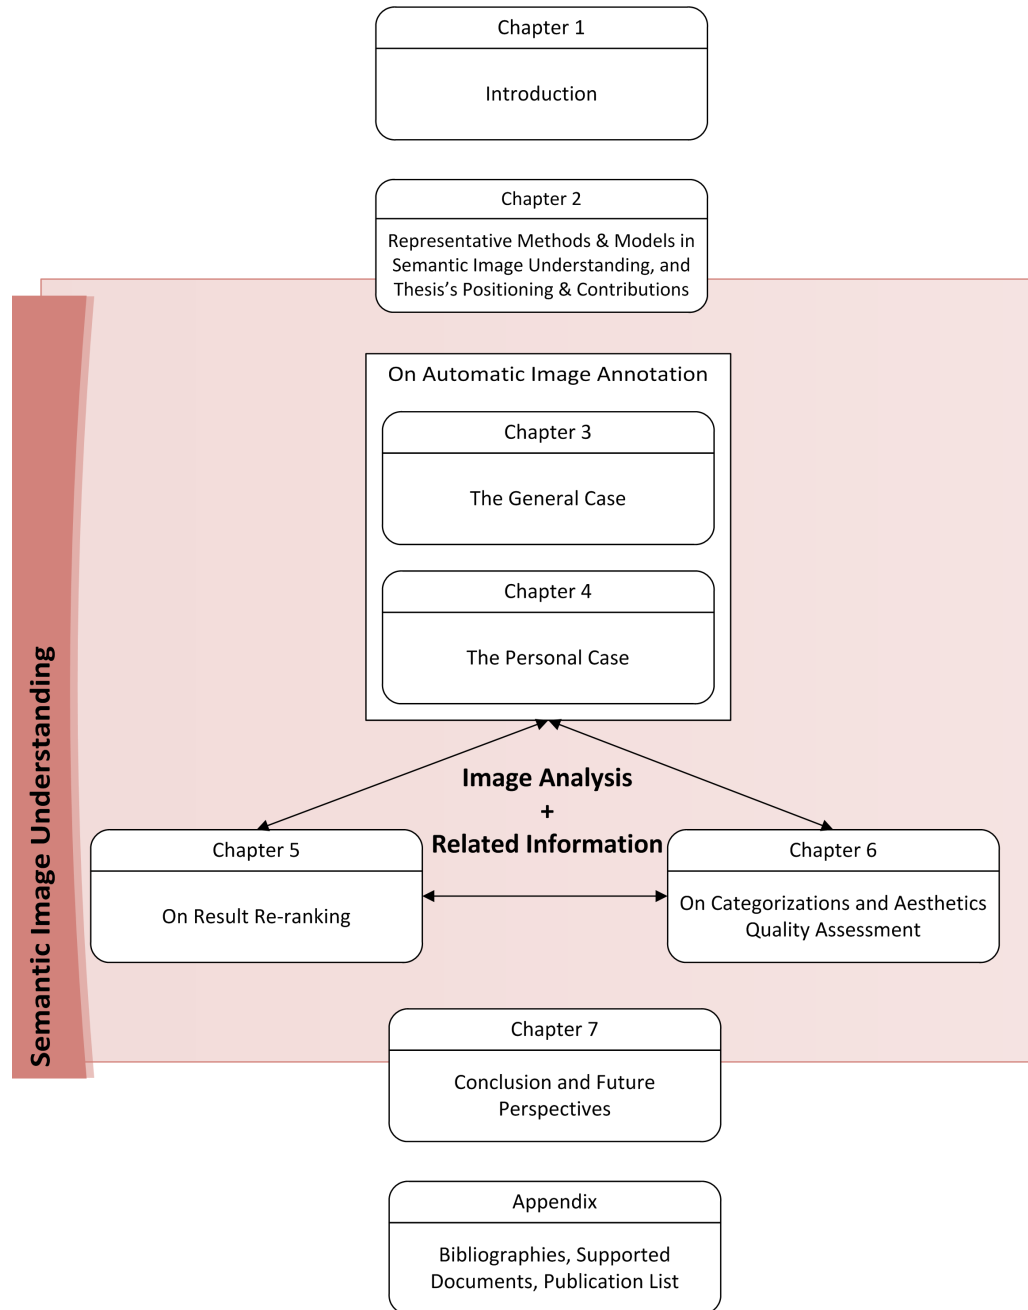 Chapter 1
Introduction
Chapter 2
Representative Methods & Models in
Semantic Image Understanding, and
Thesis's Positioning & Contributions
Semantic Image Understanding
On Automatic Image Annotation
Chapter 3
The General Case
Chapter 4
The Personal Case
Image Analysis
+
Related Information
Chapter 5
On Result Re-ranking
Chapter 6
On Categorizations and Aesthetics
Quality Assessment
Chapter 7
Conclusion and Future
Perspectives
Appendix
Bibliographies, Supported
Documents, Publication List